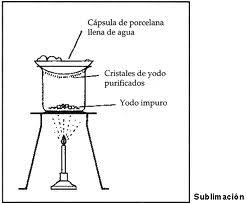 Cápsula de porcelana
llena de agua
Cristales de yodo
purificados
Yodo impuro
Sublimación